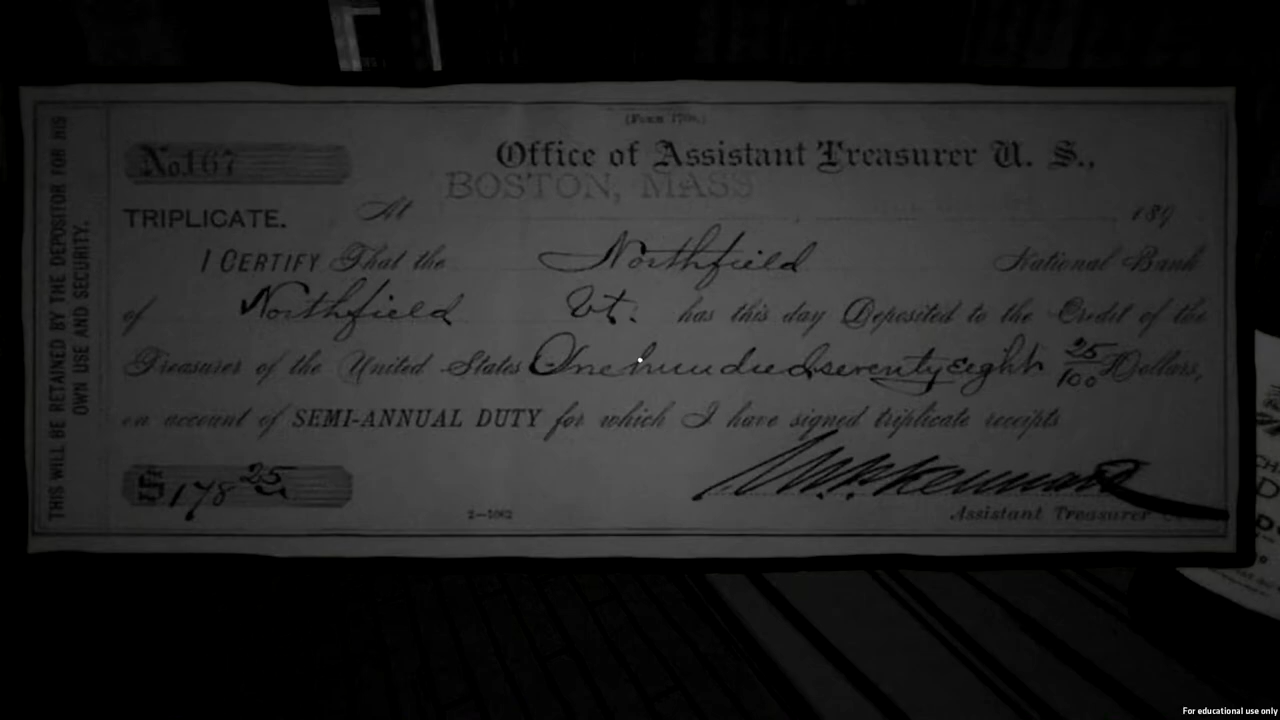 (Form 1700.)
No. 167
Office of Assistant Treasurer U. S.,
BOSTON, MASS
TRIPLICATE. At 189
I CERTIFY That the Northfield National Bank
of Northfield Vt. has this day Deposited to the Credit of the
Treasurer of the United States One hundred seventy eight 25/100 Dollars,
on account of SEMI-ANNUAL DUTY for which I have signed triplicate receipts
$178 25
Assistant Treasurer
2—1062
THIS WILL BE RETAINED BY THE DEPOSITOR FOR HIS
OWN USE AND SECURITY.
For educational use only